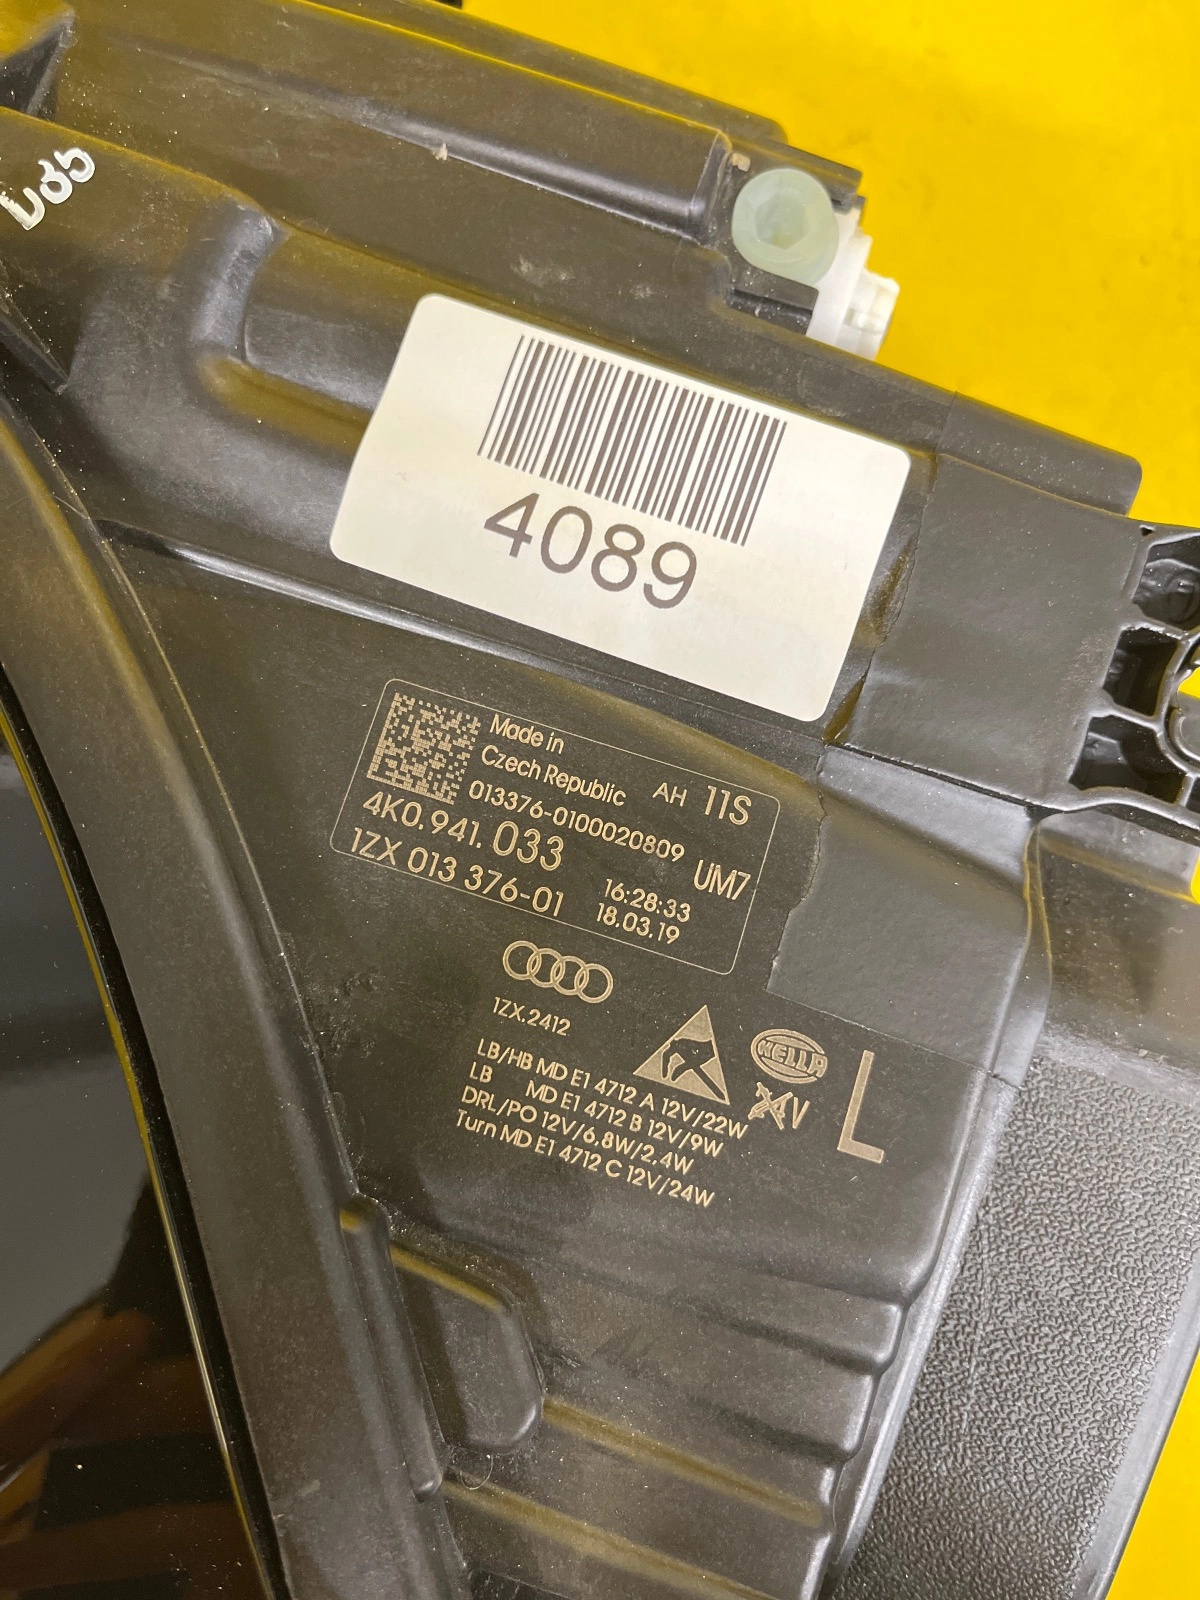 4089
Made in
Czech Republic
AH 11S
013376-0100020809
4K0.941.033
UM7
1ZX 013 376-01
16:28:33
18.03.19
1ZX.2412
HELLA
L
24V
LB/HB MD E1 4712 A 12V/22W
LB MD E1 4712 B 12V/9W
DRL/PO 12V/6,8W/2,4W
Turn MD E1 4712 C 12V/24W